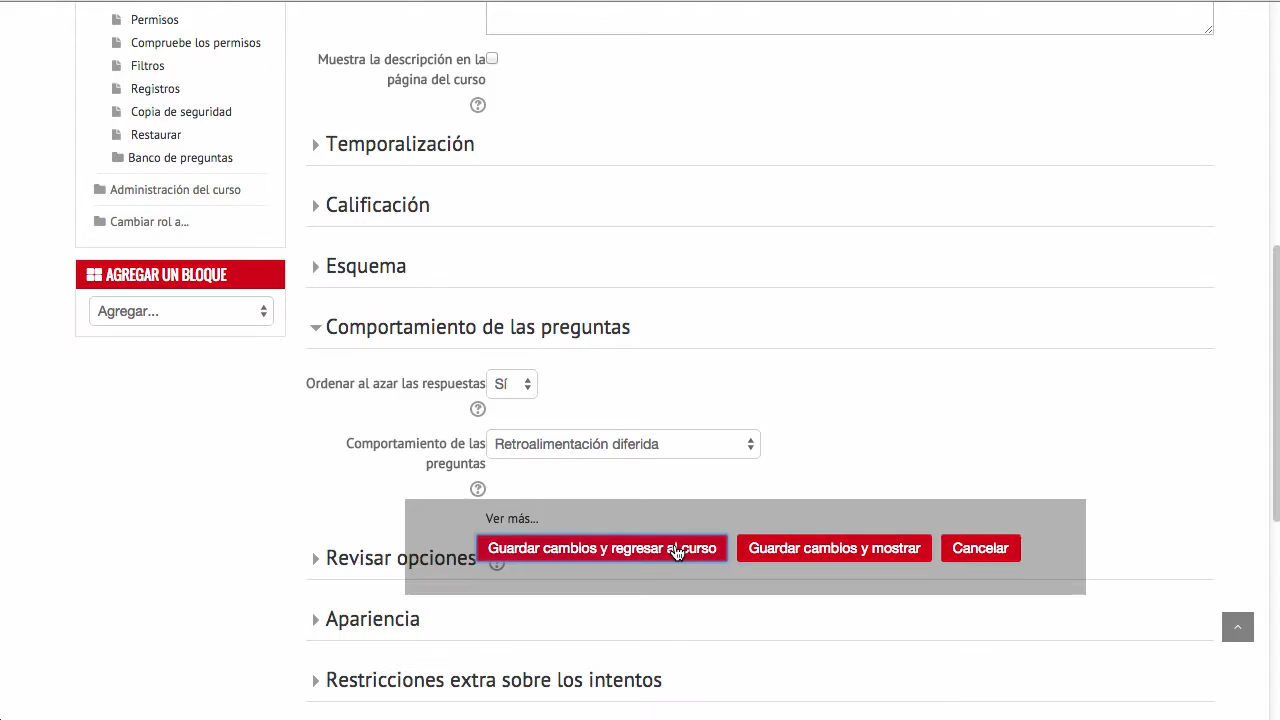 Permisos
Compruebe los permisos
Filtros
Registros
Copia de seguridad
Restaurar
Banco de preguntas
Administración del curso
Cambiar rol a...
AGREGAR UN BLOQUE
Agregar...
Muestra la descripción en la
página del curso
Temporalización
Calificación
Esquema
Comportamiento de las preguntas
Ordenar al azar las respuestas Sí
Comportamiento de las
preguntas
Retroalimentación diferida
Ver más...
Guardar cambios y regresar al curso Guardar cambios y mostrar Cancelar
Revisar opciones
Apariencia
Restricciones extra sobre los intentos